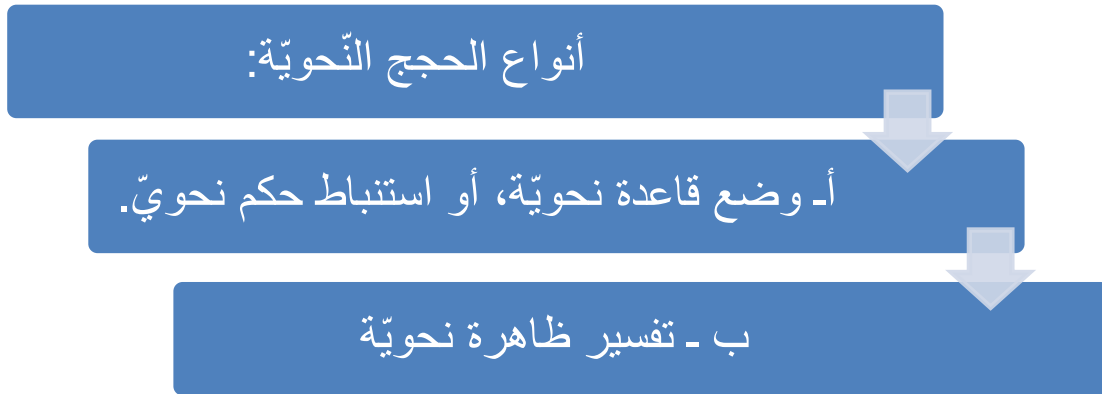 أنواع الحجج النّحويّة:
أـ وضع قاعدة نحويّة، أو استنباط حكم نحويّ.
ب ـ تفسير ظاهرة نحويّة